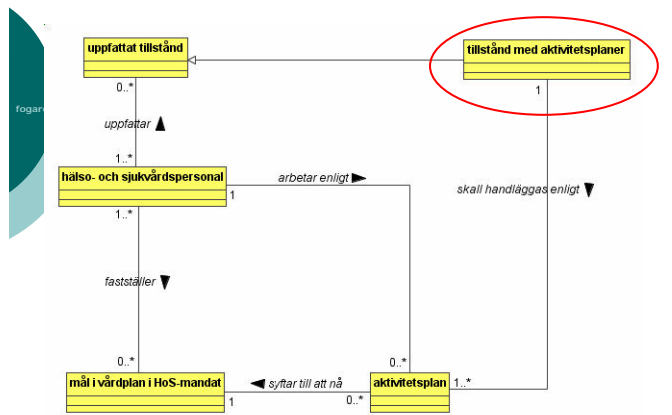 uppfattat tillstånd
tillstånd med aktivitetsplaner
0..*
1
fogare
uppfattar
1..*
hälso- och sjukvårdspersonal
arbetar enligt
1
skall handläggas enligt
1..*
fastställer
0..*
0..*
mål i vårdplan i HoS-mandat
syftar till att nå
aktivitetsplan
1..*
1
0..*